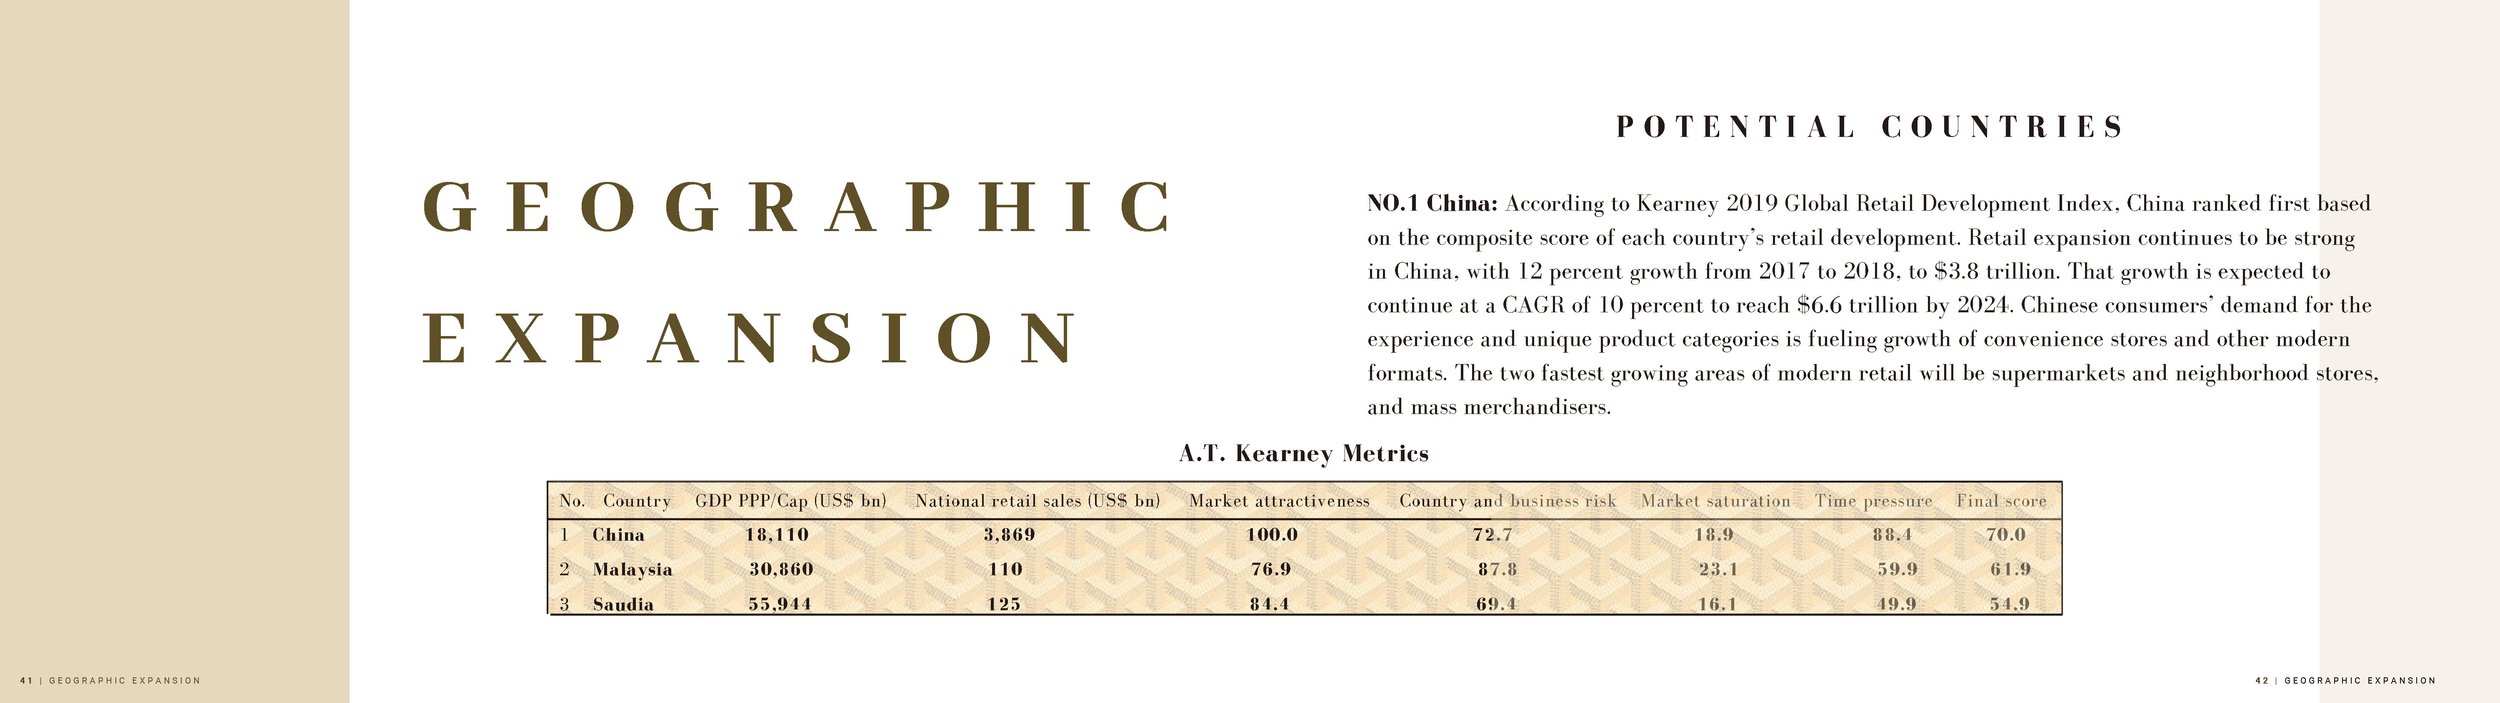 GEOGRAPHIC
EXPANSION
POTENTIAL COUNTRIES
NO.1 China: According to Kearney 2019 Global Retail Development Index, China ranked first based
on the composite score of each country's retail development. Retail expansion continues to be strong
in China, with 12 percent growth from 2017 to 2018, to $3.8 trillion. That growth is expected to
continue at a CAGR of 10 percent to reach $6.6 trillion by 2024. Chinese consumers' demand for the
experience and unique product categories is fueling growth of convenience stores and other modern
formats. The two fastest growing areas of modern retail will be supermarkets and neighborhood stores,
and mass merchandisers.
A.T. Kearney Metrics
No. Country GDP PPP/Cap (US$ bn) National retail sales (US$ bn) Market attractiveness Country and business risk Market saturation Time pressure Final score
1 China 18,110 3,869 100.0 72.7 18.9 88.4 70.0
2 Malaysia 30,860 110 76.9 87.8 23.1 59.9 61.9
3 Saudia 55,944 125 84.4 69.4 16.1 49.9 54.9
41 | GEOGRAPHIC EXPANSION
42 | GEOGRAPHIC EXPANSION